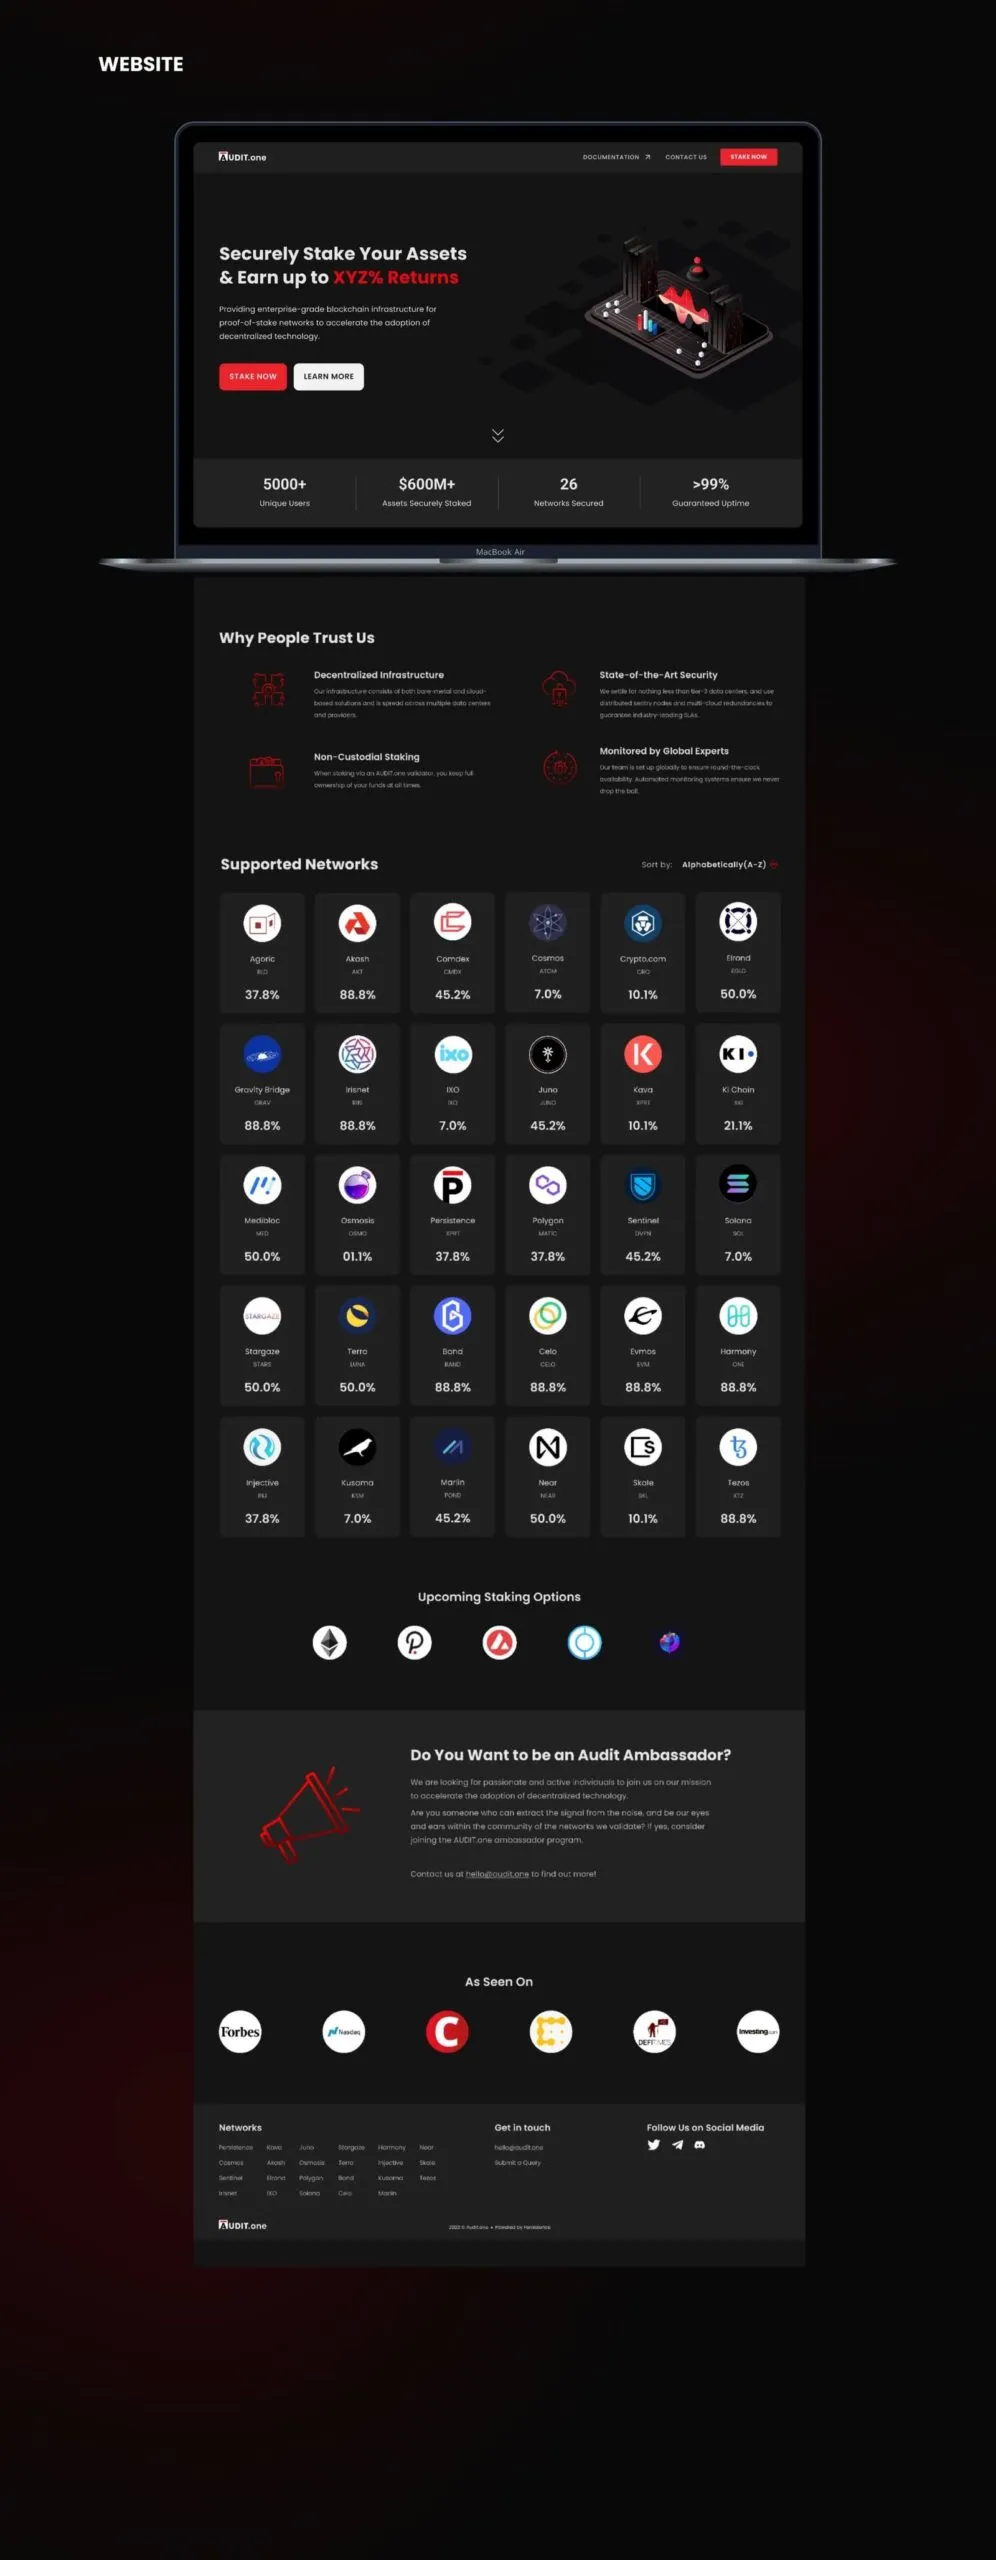 WEBSITE
AUDIT.one
DOCUMENTATION
CONTACT US
STAKE NOW
Securely Stake Your Assets
& Earn up to XYZ% Returns
Providing enterprise-grade blockchain infrastructure for
proof-of-stake networks to accelerate the adoption of
decentralized technology.
STAKE NOW
LEARN MORE
5000+
Unique Users
$600M+
Assets Securely Staked
26
Networks Secured
>99%
Guaranteed Uptime
MacBook Air
Why People Trust Us
Decentralized Infrastructure
Our infrastructure consists of both bare-metal and cloud-
based solutions and is spread across multiple data centers
and providers.
State-of-the-Art Security
We settle for nothing less than tier-3 data centers, and use
distributed sentry nodes and multi-cloud redundancies to
guarantee industry-leading SLAs.
Non-Custodial Staking
When staking via an AUDIT.one validator, you keep full
ownership of your funds at all times.
Monitored by Global Experts
Our team is set up globally to ensure round-the-clock
availability. Automated monitoring systems ensure we never
drop the ball.
Supported Networks
Sort by: Alphabetically(A-Z)
Agoric
BLD
37.8%
Akash
AKT
88.8%
Comdex
CMDX
45.2%
Cosmos
ATOM
7.0%
Crypto.com
CRO
10.1%
Elrond
EGLD
50.0%
Gravity Bridge
GRAV
88.8%
Irisnet
IRIS
88.8%
ixo
IXO
IXO
7.0%
Juno
JUNO
45.2%
Kava
XPRT
10.1%
KI
Ki Chain
XKI
21.1%
Medibloc
MED
50.0%
Osmosis
OSMO
01.1%
Persistence
XPRT
37.8%
Polygon
MATIC
37.8%
Sentinel
DVPN
45.2%
Solana
SOL
7.0%
STARGAZE
Stargaze
STARS
50.0%
Terra
LUNA
50.0%
Band
BAND
88.8%
Celo
CELO
88.8%
Evmos
EVM
88.8%
Harmony
ONE
88.8%
Injective
INJ
37.8%
Kusama
KSM
7.0%
Marlin
POND
45.2%
Near
NEAR
50.0%
Skale
SKL
10.1%
Tezos
XTZ
88.8%
Upcoming Staking Options
Do You Want to be an Audit Ambassador?
We are looking for passionate and active individuals to join us on our mission
to accelerate the adoption of decentralized technology.
Are you someone who can extract the signal from the noise, and be our eyes
and ears within the community of the networks we validate? If yes, consider
joining the AUDIT.one ambassador program.
Contact us at hello@audit.one to find out more!
As Seen On
Forbes
Nasdaq
C
DEFITIMES
Investing.com
Networks
Persistence Kava Juno Stargaze Harmony Near
Cosmos Akash Osmosis Terra Injective Skale
Sentinel Elrond Polygon Band Kusama Tezos
Irisnet IXO Solana Celo Marlin
Get in touch
hello@audit.one
Submit a Query
Follow Us on Social Media
AUDIT.one
2022 © Audit.one • Powered by Persistence